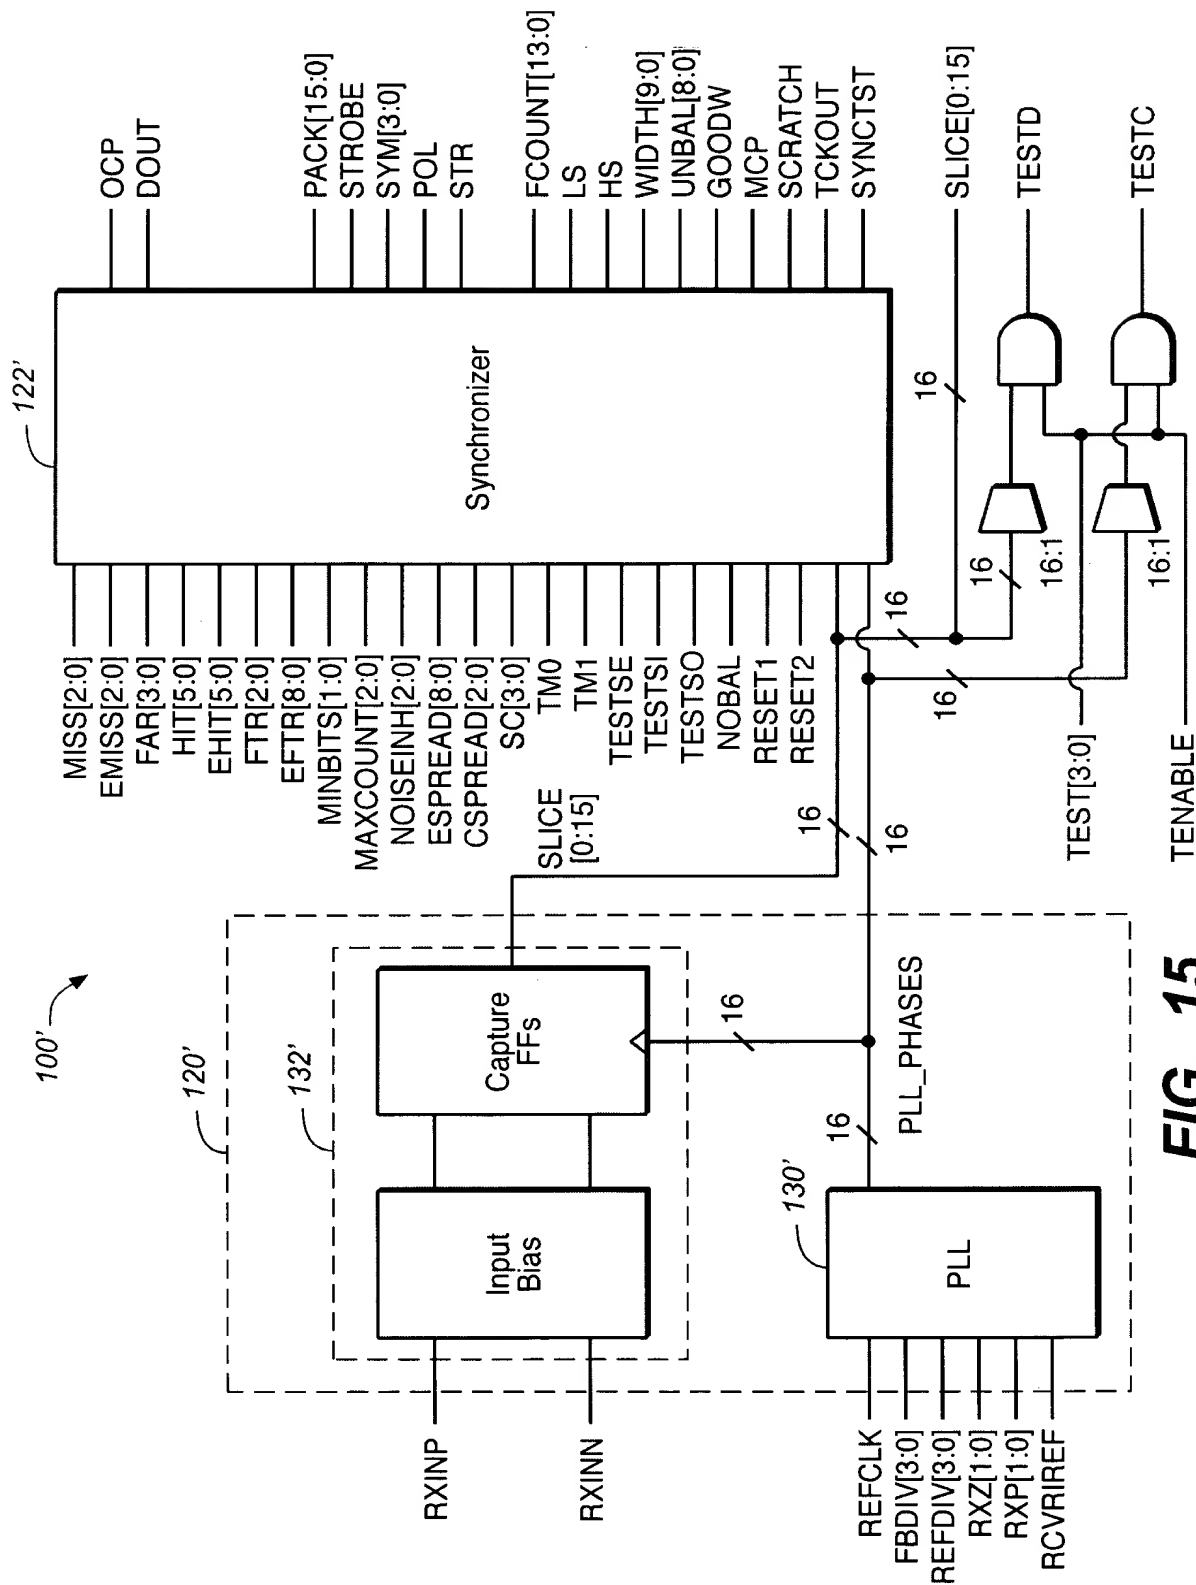 100'
120'
132'
RXINP
RXINN
Input
Bias
Capture
FFs
16
130'
PLL
REFCLK
FBDIV[3:0]
REFDIV[3:0]
RXZ[1:0]
RXP[1:0]
RCVRIREF
16
PLL_PHASES
SLICE
[0:15]
16
16
122'
Synchronizer
MISS[2:0]
EMISS[2:0]
FAR[3:0]
HIT[5:0]
EHIT[5:0]
FTR[2:0]
EFTR[8:0]
MINBITS[1:0]
MAXCOUNT[2:0]
NOISEINH[2:0]
ESPREAD[8:0]
CSPREAD[2:0]
SC[3:0]
TM0
TM1
TESTSE
TESTSI
TESTSO
NOBAL
RESET1
RESET2
OCP
DOUT
PACK[15:0]
STROBE
SYM[3:0]
POL
STR
FCOUNT[13:0]
LS
HS
WIDTH[9:0]
UNBAL[8:0]
GOODW
MCP
SCRATCH
TCKOUT
SYNCTST
16
16
SLICE[0:15]
16
16:1
TESTD
16
16:1
TESTC
TEST[3:0]
TENABLE
FIG._15